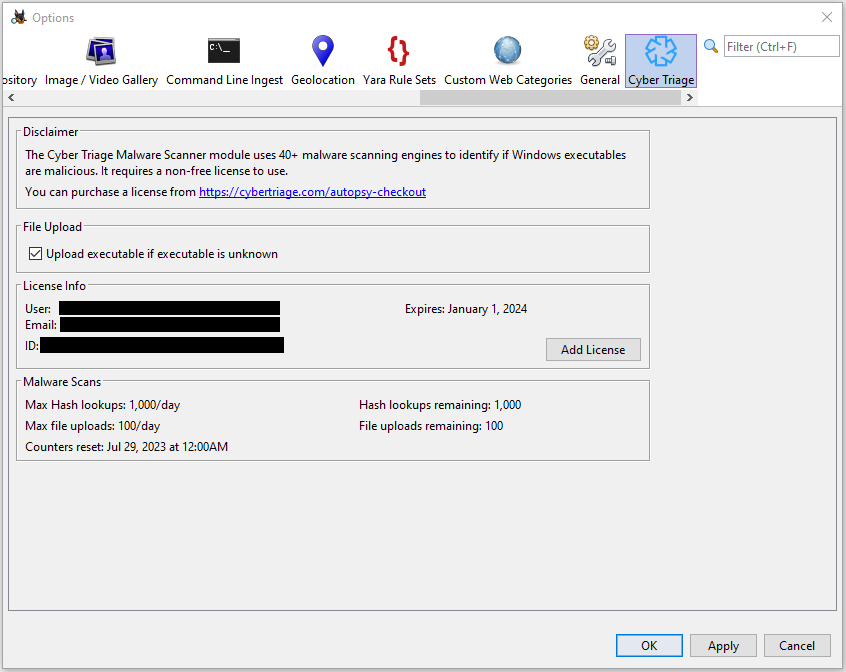 Options
ository
Image / Video Gallery
Command Line Ingest
Geolocation
Yara Rule Sets
Custom Web Categories
General
Cyber Triage
Filter (Ctrl+F)
C:\_
Disclaimer
The Cyber Triage Malware Scanner module uses 40+ malware scanning engines to identify if Windows executables
are malicious. It requires a non-free license to use.
You can purchase a license from https://cybertriage.com/autopsy-checkout
File Upload
Upload executable if executable is unknown
License Info
User:
Expires: January 1, 2024
Email:
ID:
Add License
Malware Scans
Max Hash lookups: 1,000/day
Hash lookups remaining: 1,000
Max file uploads: 100/day
File uploads remaining: 100
Counters reset: Jul 29, 2023 at 12:00AM
OK
Apply
Cancel